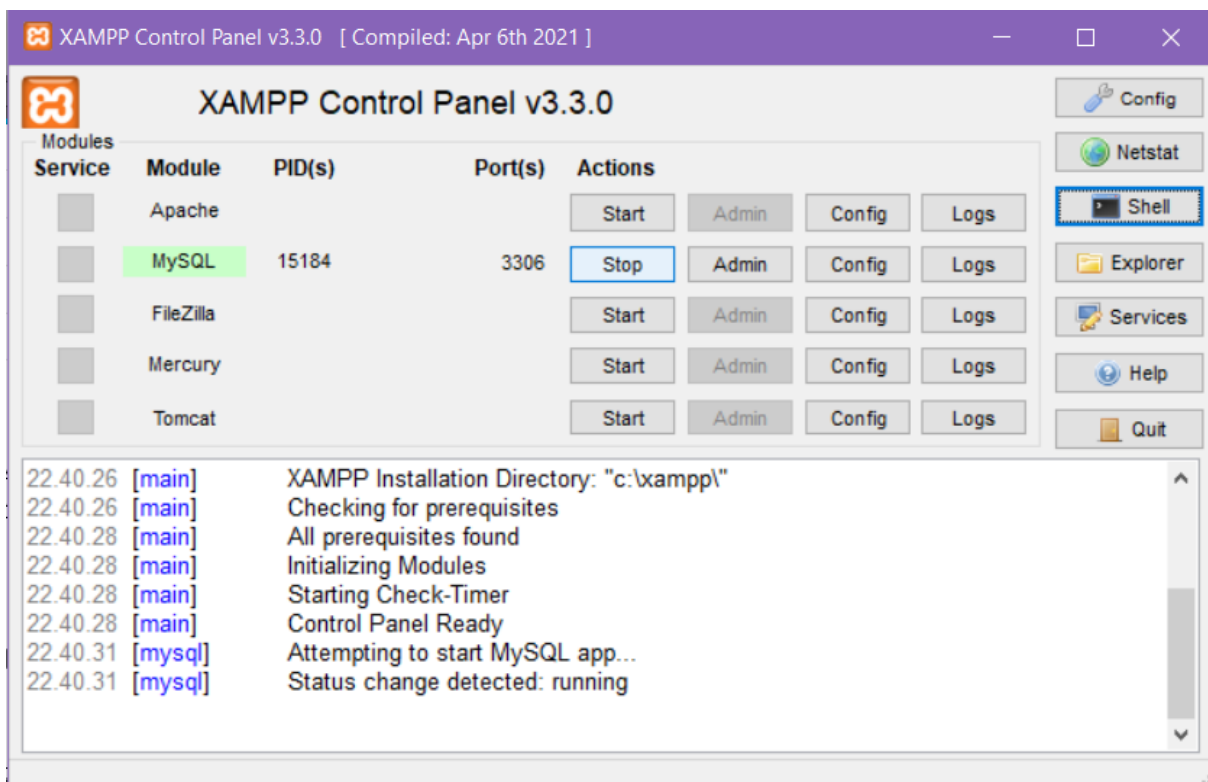 XAMPP Control Panel v3.3.0 [ Compiled: Apr 6th 2021 ]
XAMPP Control Panel v3.3.0
Config
Modules
Netstat
Service Module PID(s) Port(s) Actions
Apache Start Admin Config Logs
Shell
MySQL 15184 3306 Stop Admin Config Logs
Explorer
FileZilla Start Admin Config Logs
Services
Mercury Start Admin Config Logs
Help
Tomcat Start Admin Config Logs
Quit
22.40.26 [main] XAMPP Installation Directory: "c:\xampp\"
22.40.26 [main] Checking for prerequisites
22.40.28 [main] All prerequisites found
22.40.28 [main] Initializing Modules
22.40.28 [main] Starting Check-Timer
22.40.28 [main] Control Panel Ready
22.40.31 [mysql] Attempting to start MySQL app...
22.40.31 [mysql] Status change detected: running